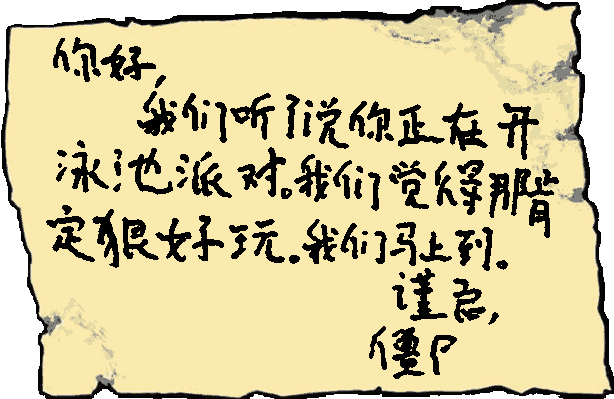 你好,
我们听了说你正在开
泳池派对。我们觉得那肯
定狠好玩。我们马上到。
谨启,
僵尸